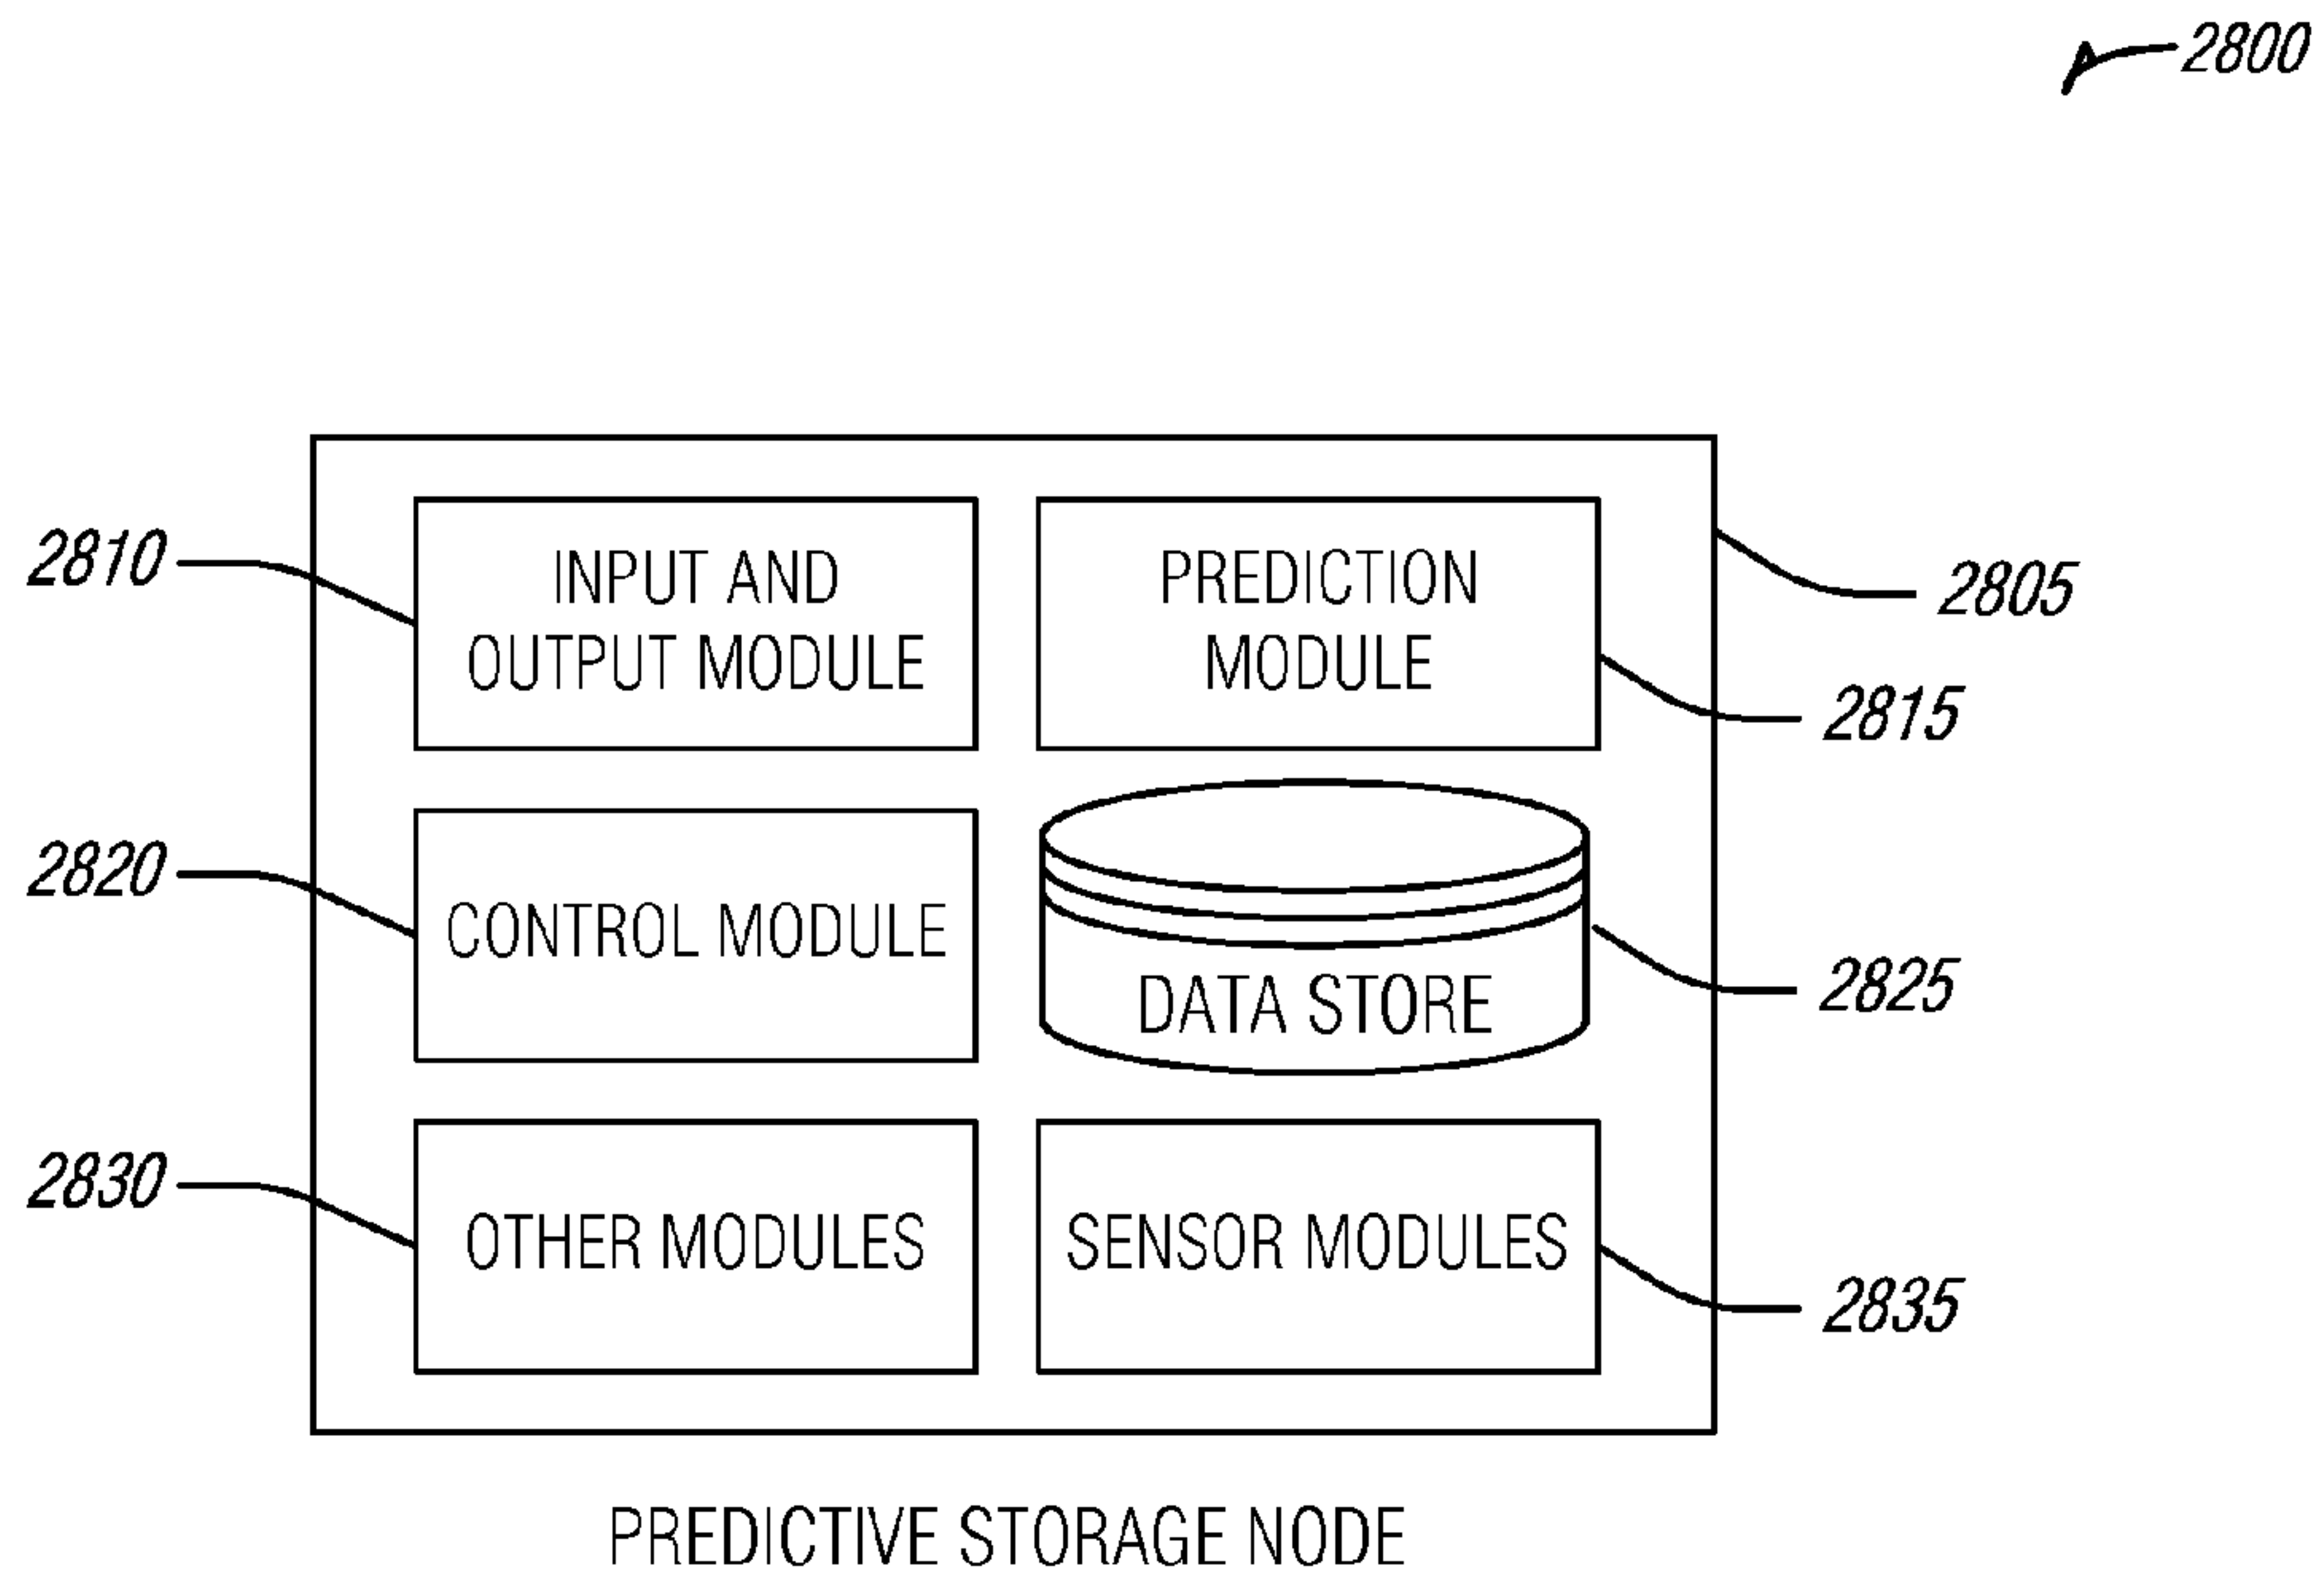 2800
2810
INPUT AND
OUTPUT MODULE
PREDICTION
MODULE
2805
2815
2820
CONTROL MODULE
DATA STORE
2825
2830
OTHER MODULES
SENSOR MODULES
2835
PREDICTIVE STORAGE NODE